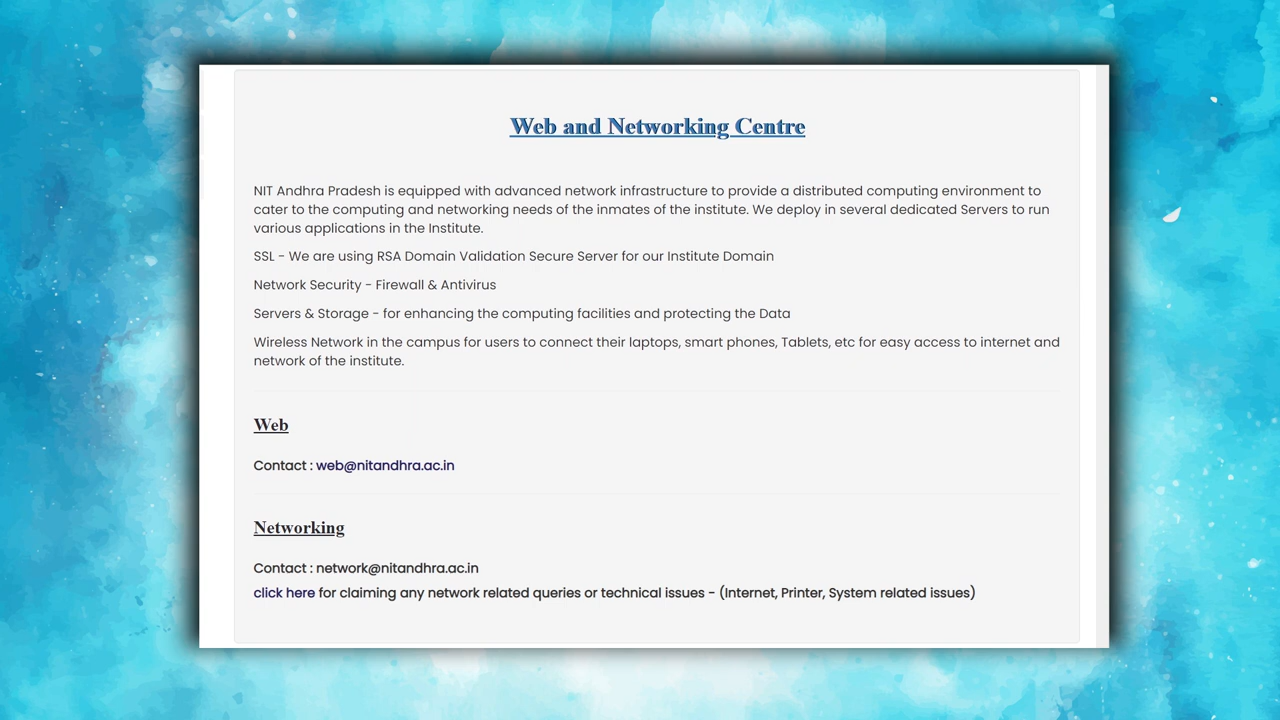 Web and Networking Centre
NIT Andhra Pradesh is equipped with advanced network infrastructure to provide a distributed computing environment to
cater to the computing and networking needs of the inmates of the institute. We deploy in several dedicated Servers to run
various applications in the Institute.
SSL - We are using RSA Domain Validation Secure Server for our Institute Domain
Network Security - Firewall & Antivirus
Servers & Storage - for enhancing the computing facilities and protecting the Data
Wireless Network in the campus for users to connect their laptops, smart phones, Tablets, etc for easy access to internet and
network of the institute.
Web
Contact : web@nitandhra.ac.in
Networking
Contact : network@nitandhra.ac.in
click here for claiming any network related queries or technical issues - (Internet, Printer, System related issues)